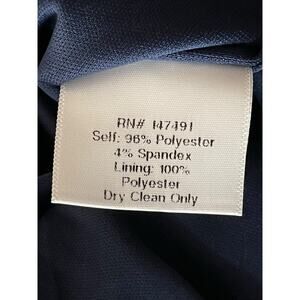 RN# 147491
Self: 96% Polyester
4% Spandex
Lining: 100%
Polyester
Dry Clean Only